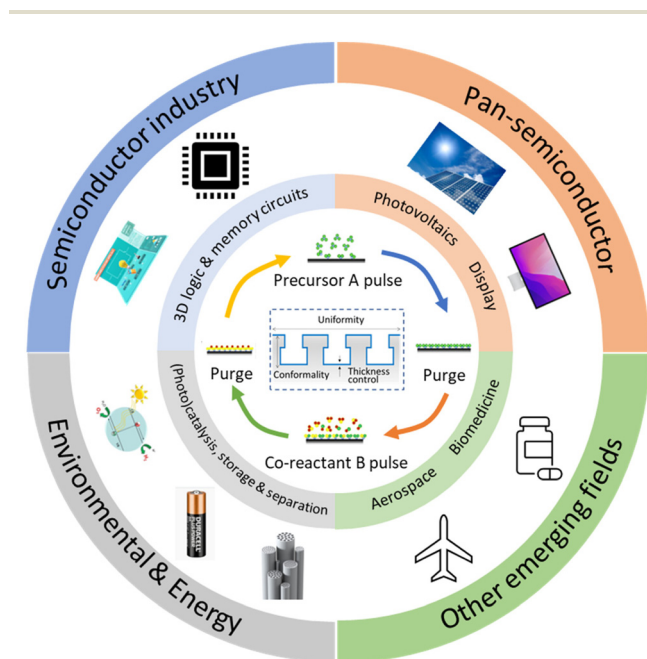 Semiconductor industry
Pan-semiconductor
3D logic & memory circuits
Photovoltaics
Display
Precursor A pulse
Uniformity
Conformality
Thickness
control
Purge
Purge
Co-reactant B pulse
(Photo)catalysis, storage & separation
Aerospace
Biomedicine
DURACELL
Environmental & Energy
Other emerging fields